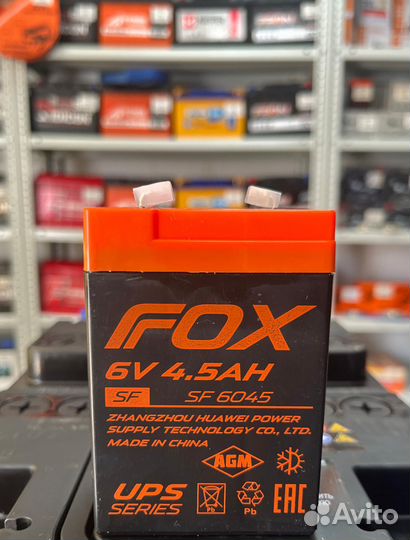 FOX
6V 4.5AH
SF SF 6045
ZHANGZHOU HUAWEI POWER
SUPPLY TECHNOLOGY CO., LTD.
MADE IN CHINA
AGM
UPS
SERIES
Pb Pb EAC
Avito